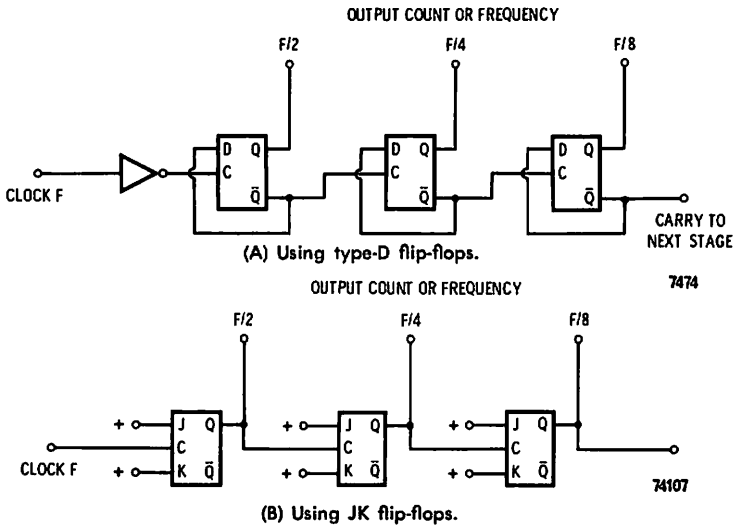 OUTPUT COUNT OR FREQUENCY
F/2 F/4 F/8
D Q D Q D Q
C C C
Q̅ Q̅ Q̅
CLOCK F
CARRY TO
NEXT STAGE
(A) Using type-D flip-flops.
7474
OUTPUT COUNT OR FREQUENCY
F/2 F/4 F/8
+ J Q + J Q + J Q
C C C
CLOCK F + K Q̅ + K Q̅ + K Q̅
74107
(B) Using JK flip-flops.